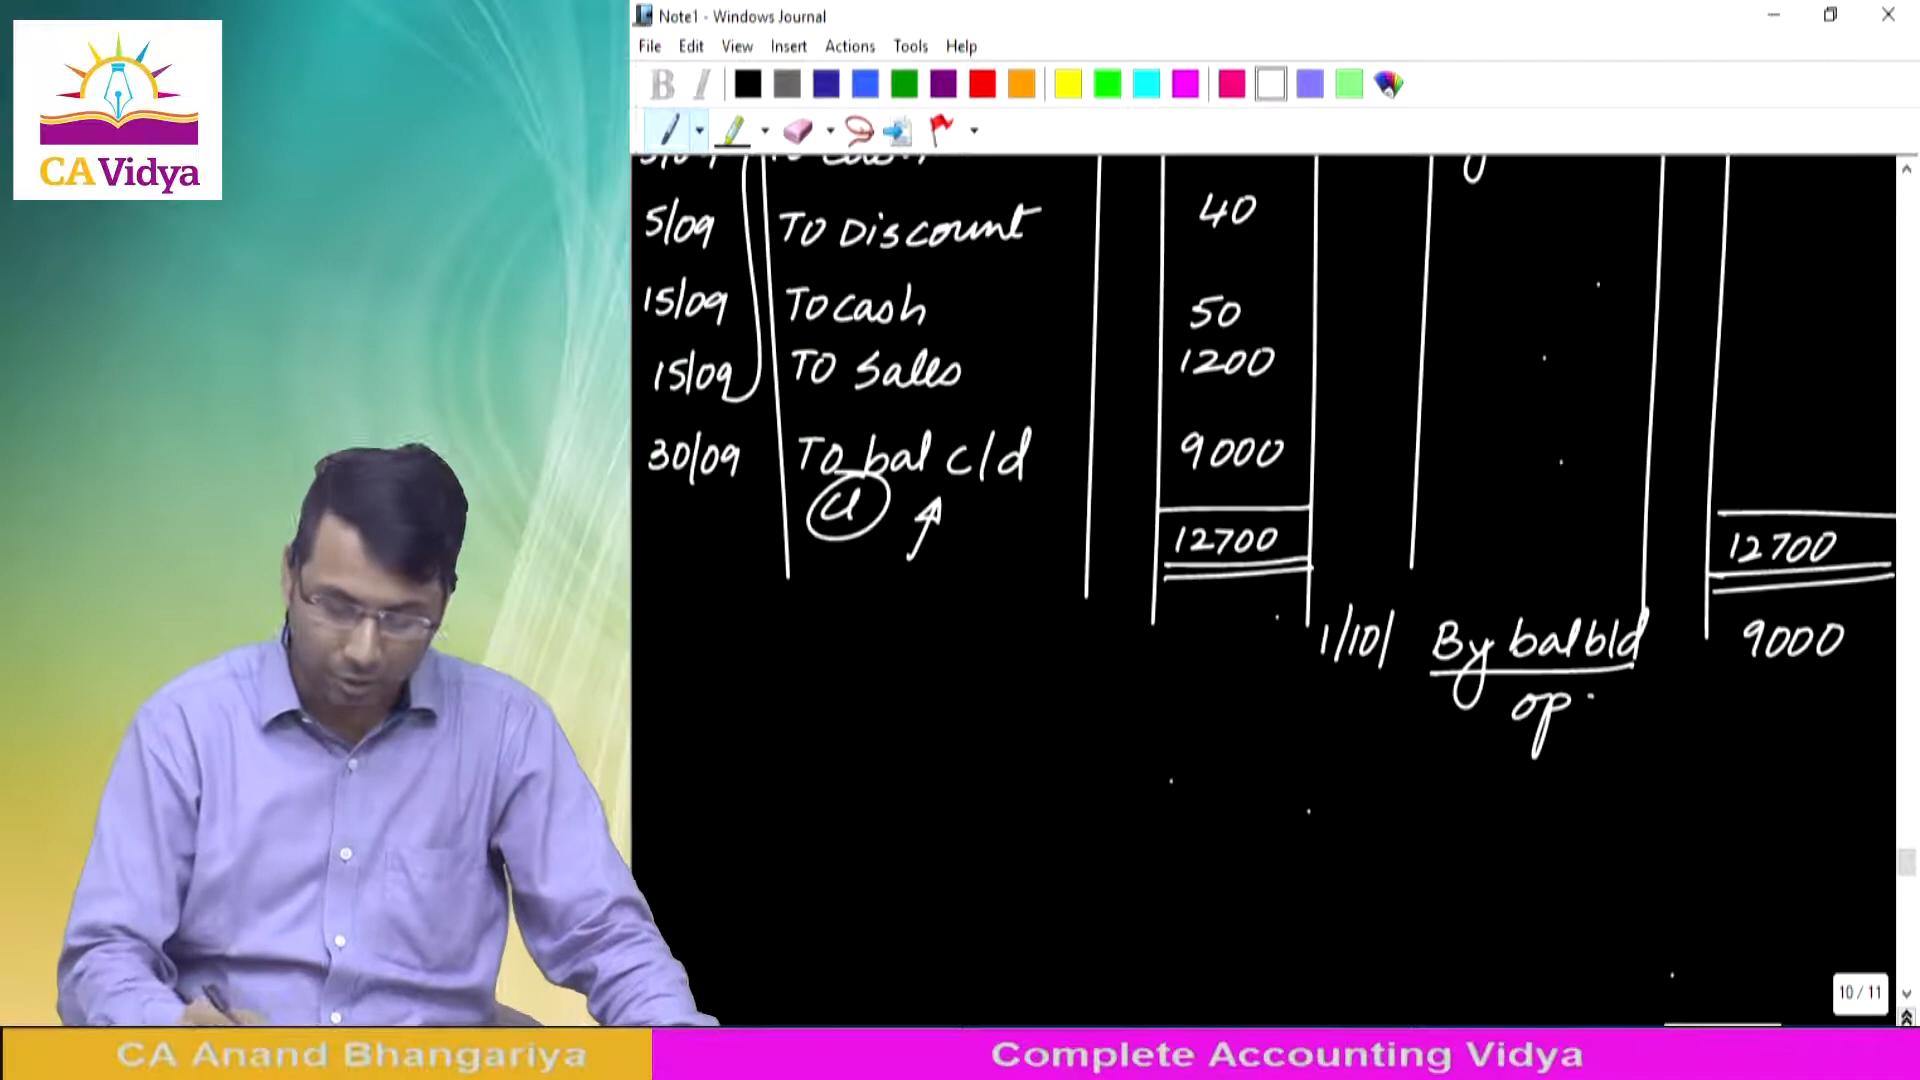 CA Vidya
Note1 - Windows Journal
File Edit View Insert Actions Tools Help
B I
5/09 To Discount 40
15/09 To cash 50
15/09 To Sales 1200
30/09 To bal c/d 9000
cl
12700 12700
1/10/ By bal b/d 9000
op
10 / 11
CA Anand Bhangariya
Complete Accounting Vidya